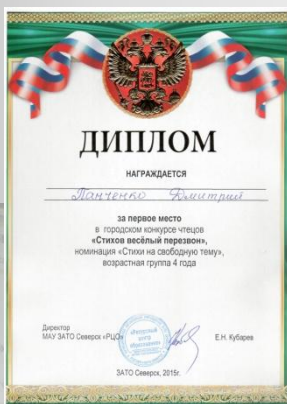 ДИПЛОМ
НАГРАЖДАЕТСЯ
Панченко Дмитрий
за первое место
в городском конкурсе чтецов
«Стихов весёлый перезвон»,
номинация «Стихи на свободную тему»,
возрастная группа 4 года
Директор
МАУ ЗАТО Северск «РЦО»
Е.Н. Кубарев
ЗАТО Северск, 2015г.